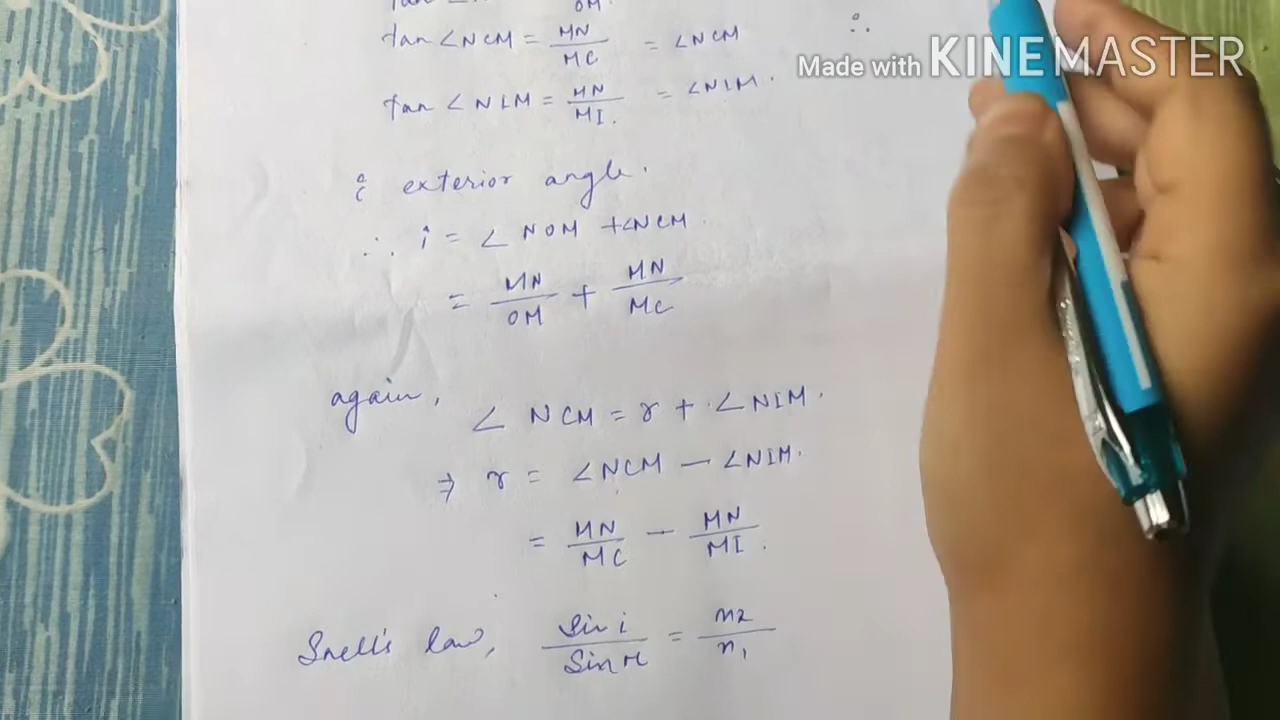 OM.
tan ∠NCM = MN/MC = ∠NCM
∴
Made with KINEMASTER
tan ∠NIM = MN/MI. = ∠NIM.
exterior angle.
∴ i = ∠NOM + ∠NCM.
= MN/OM + MN/MC
again, ∠NCM = r + ∠NIM.
⇒ r = ∠NCM − ∠NIM.
= MN/MC − MN/MI.
Snell's law, Sin i/Sin r = n2/n1